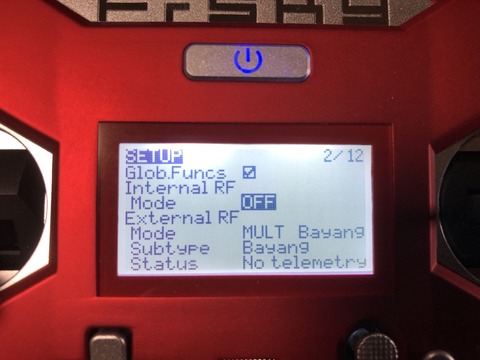 SETUP 2/12
Glob.Funcs
Internal RF
Mode OFF
External RF
Mode MULT Bayang
Subtype Bayang
Status No telemetry